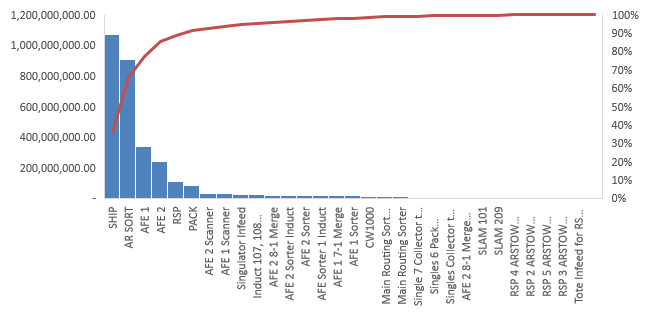 1,200,000,000.00
1,000,000,000.00
800,000,000.00
600,000,000.00
400,000,000.00
200,000,000.00
-
100%
90%
80%
70%
60%
50%
40%
30%
20%
10%
0%
SHIP
AR SORT
AFE 1
AFE 2
RSP
PACK
AFE 2 Scanner
AFE 1 Scanner
Singulator Infeed
Induct 107, 108...
AFE 2 8-1 Merge
AFE 2 Sorter Induct
AFE 2 Sorter
AFE Sorter 1 Induct
AFE 1 7-1 Merge
AFE 1 Sorter
CW1000
Main Routing Sort...
Main Routing Sorter
Single 7 Collector t...
Singles 6 Pack...
Singles Collector t...
AFE 2 8-1 Merge...
SLAM 101
SLAM 209
RSP 4 ARSTOW...
RSP 2 ARSTOW...
RSP 5 ARSTOW...
RSP 3 ARSTOW...
Tote Infeed for RS...